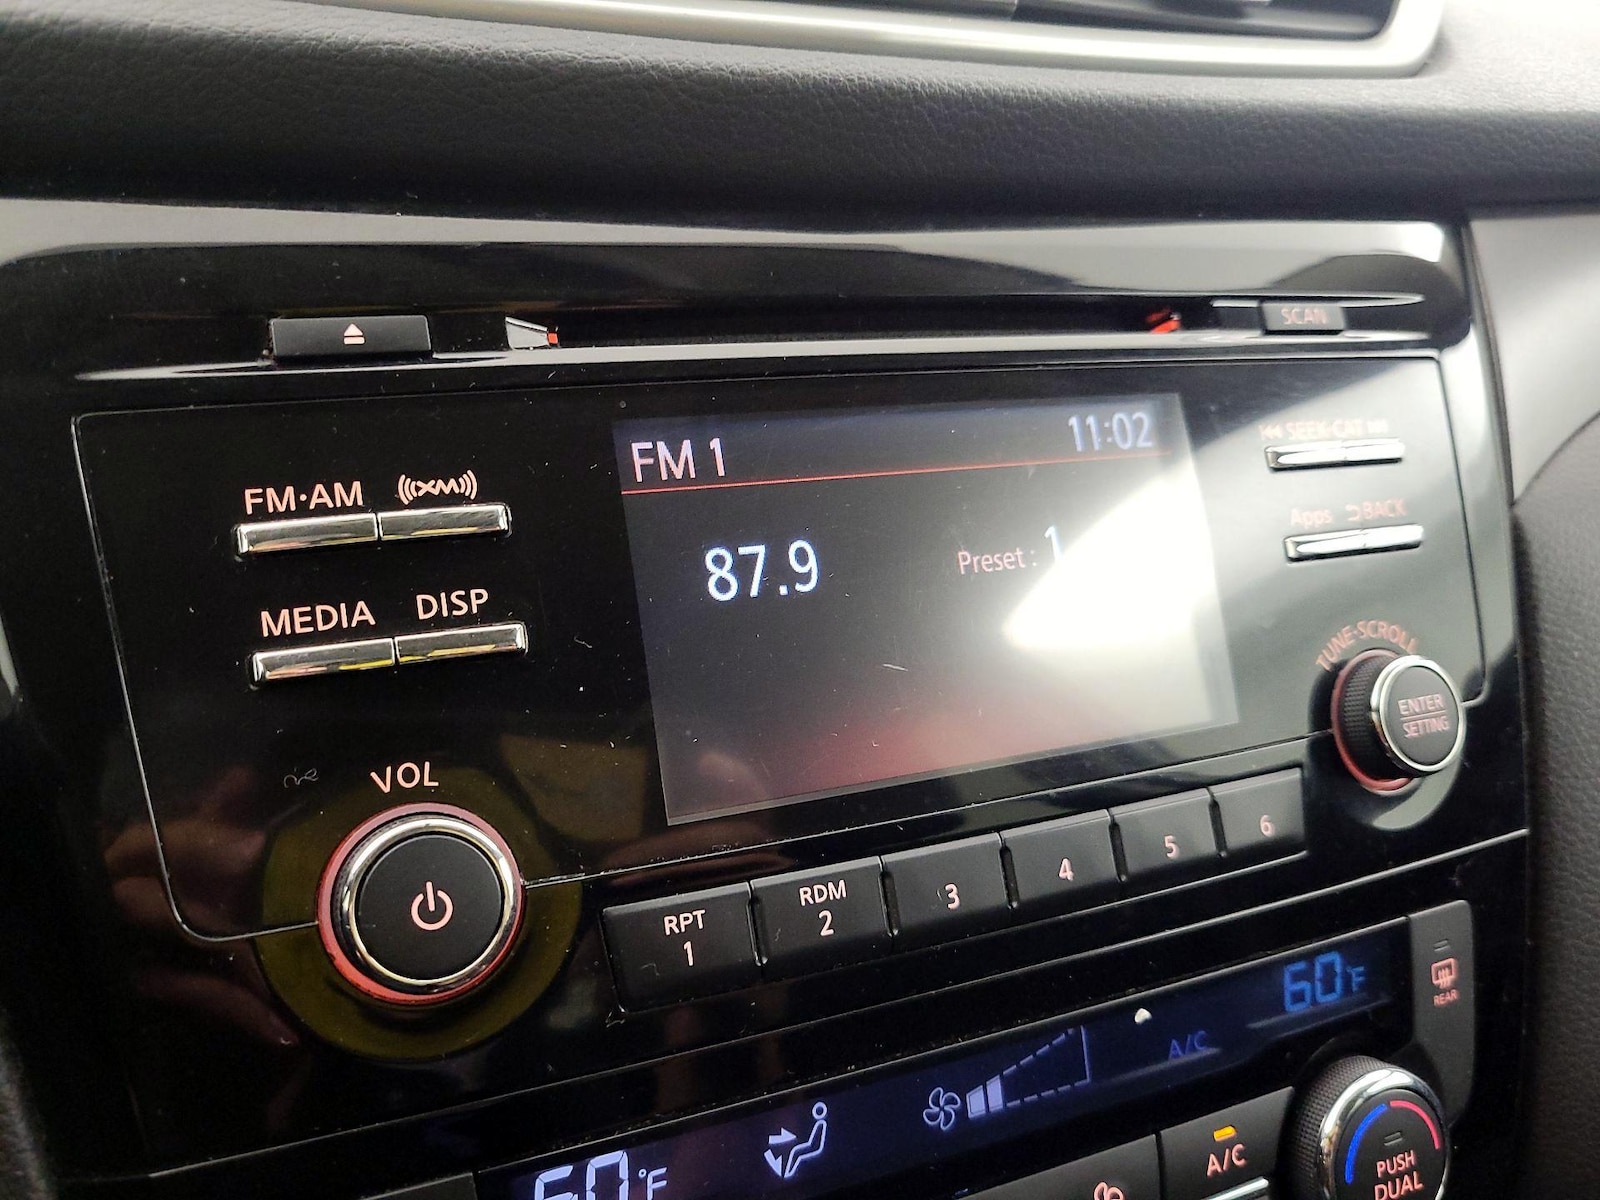 SCAN
FM 1 11:02
SEEK·CAT
FM·AM XM
87.9 Preset : 1
Apps BACK
MEDIA DISP
TUNE·SCROLL
ENTER
SETTING
VOL
RPT 1
RDM 2
3
4
5
6
60°F
REAR
A/C
60°F
A/C
PUSH
DUAL